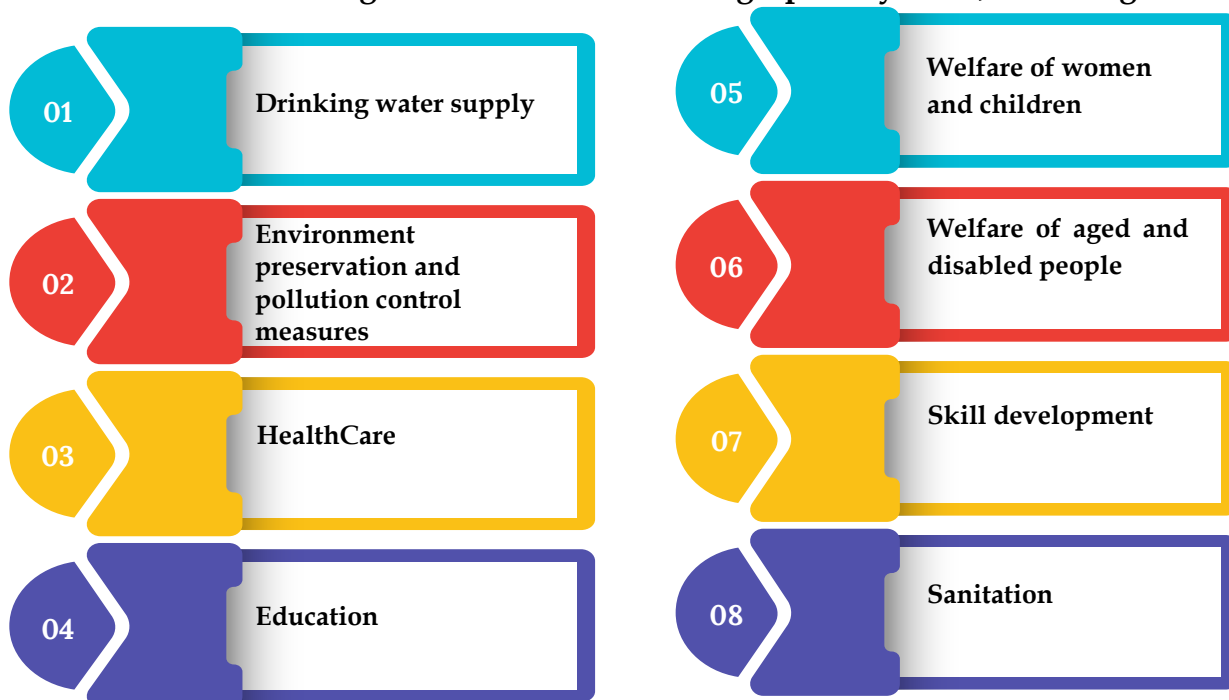 01
Drinking water supply
02
Environment
preservation and
pollution control
measures
03
HealthCare
04
Education
05
Welfare of women
and children
06
Welfare of aged and
disabled people
07
Skill development
08
Sanitation